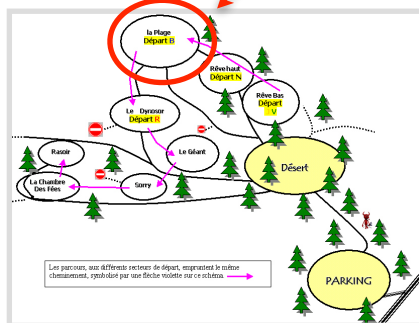 la Plage
Départ B
Rêve haut
Départ N
Rêve Bas
Départ
V
Le Dynosor
Départ R
Rasoir
Le Géant
Désert
La Chambre
Des Fées
Sorry
PARKING
Les parcours, aux différents secteurs de départ, empruntent le même
cheminement, symbolisé par une flèche violette sur ce schéma.